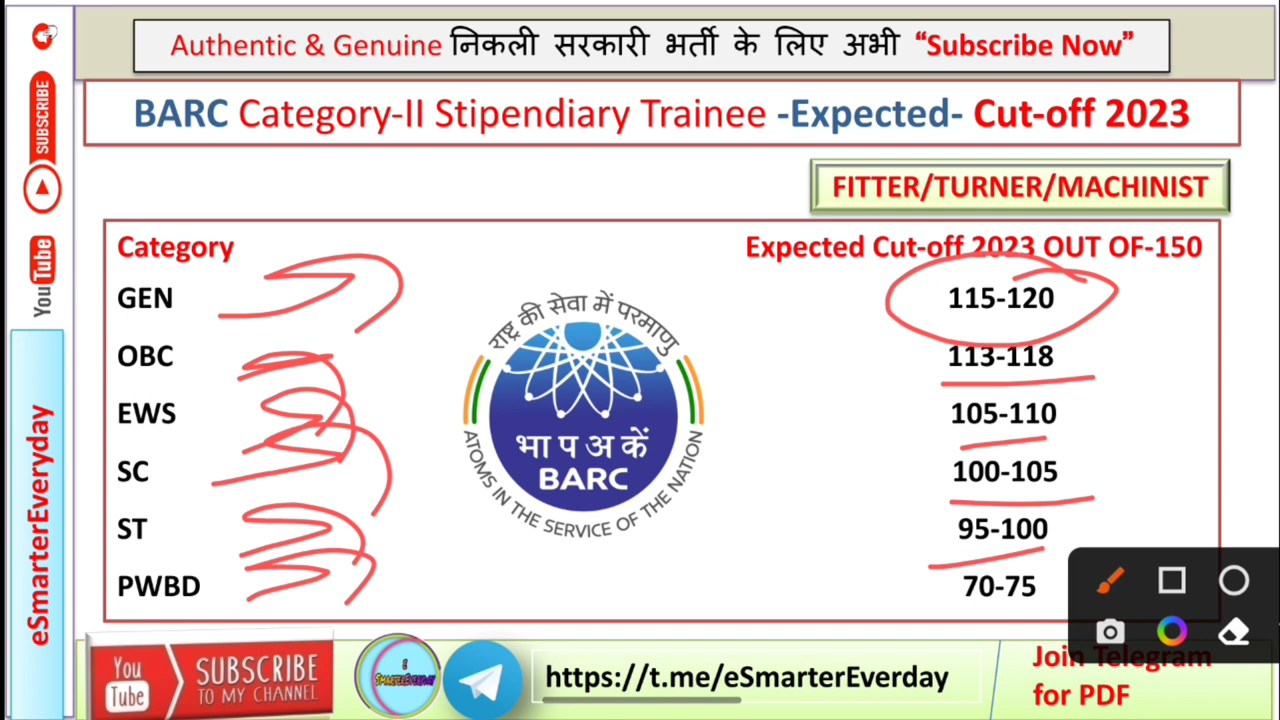 Authentic & Genuine निकली सरकारी भर्ती के लिए अभी “Subscribe Now”
SUBSCRIBE
YouTube
eSmarterEveryday
BARC Category-II Stipendiary Trainee -Expected- Cut-off 2023
FITTER/TURNER/MACHINIST
Category Expected Cut-off 2023 OUT OF-150
GEN 115-120
OBC 113-118
EWS 105-110
SC 100-105
ST 95-100
PWBD 70-75
राष्ट्र की सेवा में परमाणु
भा प अ कें
BARC
ATOMS IN THE SERVICE OF THE NATION
You
Tube
SUBSCRIBE
TO MY CHANNEL
E
SMARTEREVERYDAY
https://t.me/eSmarterEverday
Join Telegram
for PDF